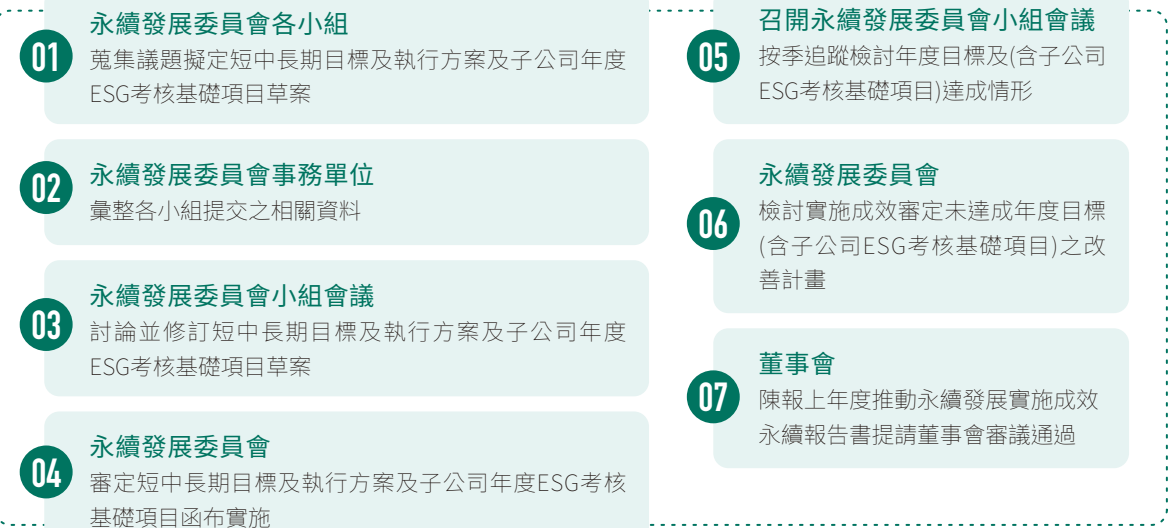 01
永續發展委員會各小組
蒐集議題擬定短中長期目標及執行方案及子公司年度
ESG考核基礎項目草案
02
永續發展委員會事務單位
彙整各小組提交之相關資料
03
永續發展委員會小組會議
討論並修訂短中長期目標及執行方案及子公司年度
ESG考核基礎項目草案
04
永續發展委員會
審定短中長期目標及執行方案及子公司年度ESG考核
基礎項目函布實施
05
召開永續發展委員會小組會議
按季追蹤檢討年度目標及(含子公司
ESG考核基礎項目)達成情形
06
永續發展委員會
檢討實施成效審定未達成年度目標
(含子公司ESG考核基礎項目)之改
善計畫
07
董事會
陳報上年度推動永續發展實施成效
永續報告書提請董事會審議通過